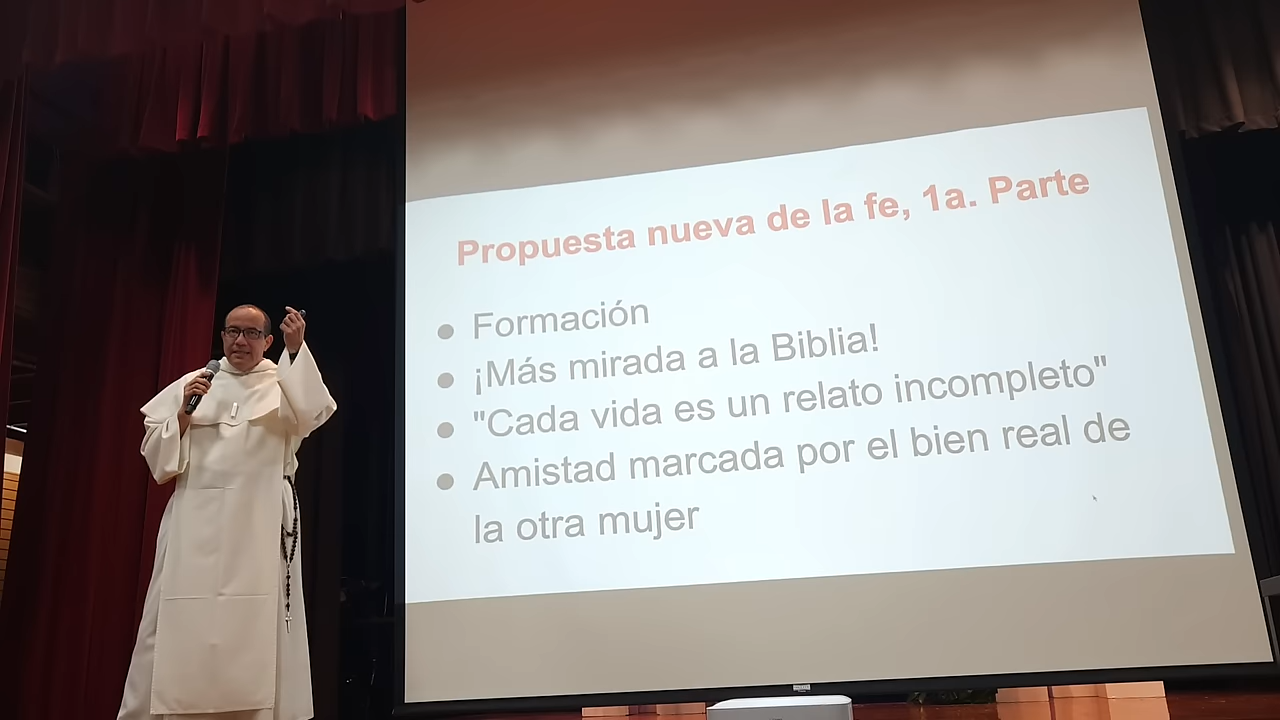 Propuesta nueva de la fe, 1a. Parte
● Formación
● ¡Más mirada a la Biblia!
● "Cada vida es un relato incompleto"
● Amistad marcada por el bien real de
la otra mujer